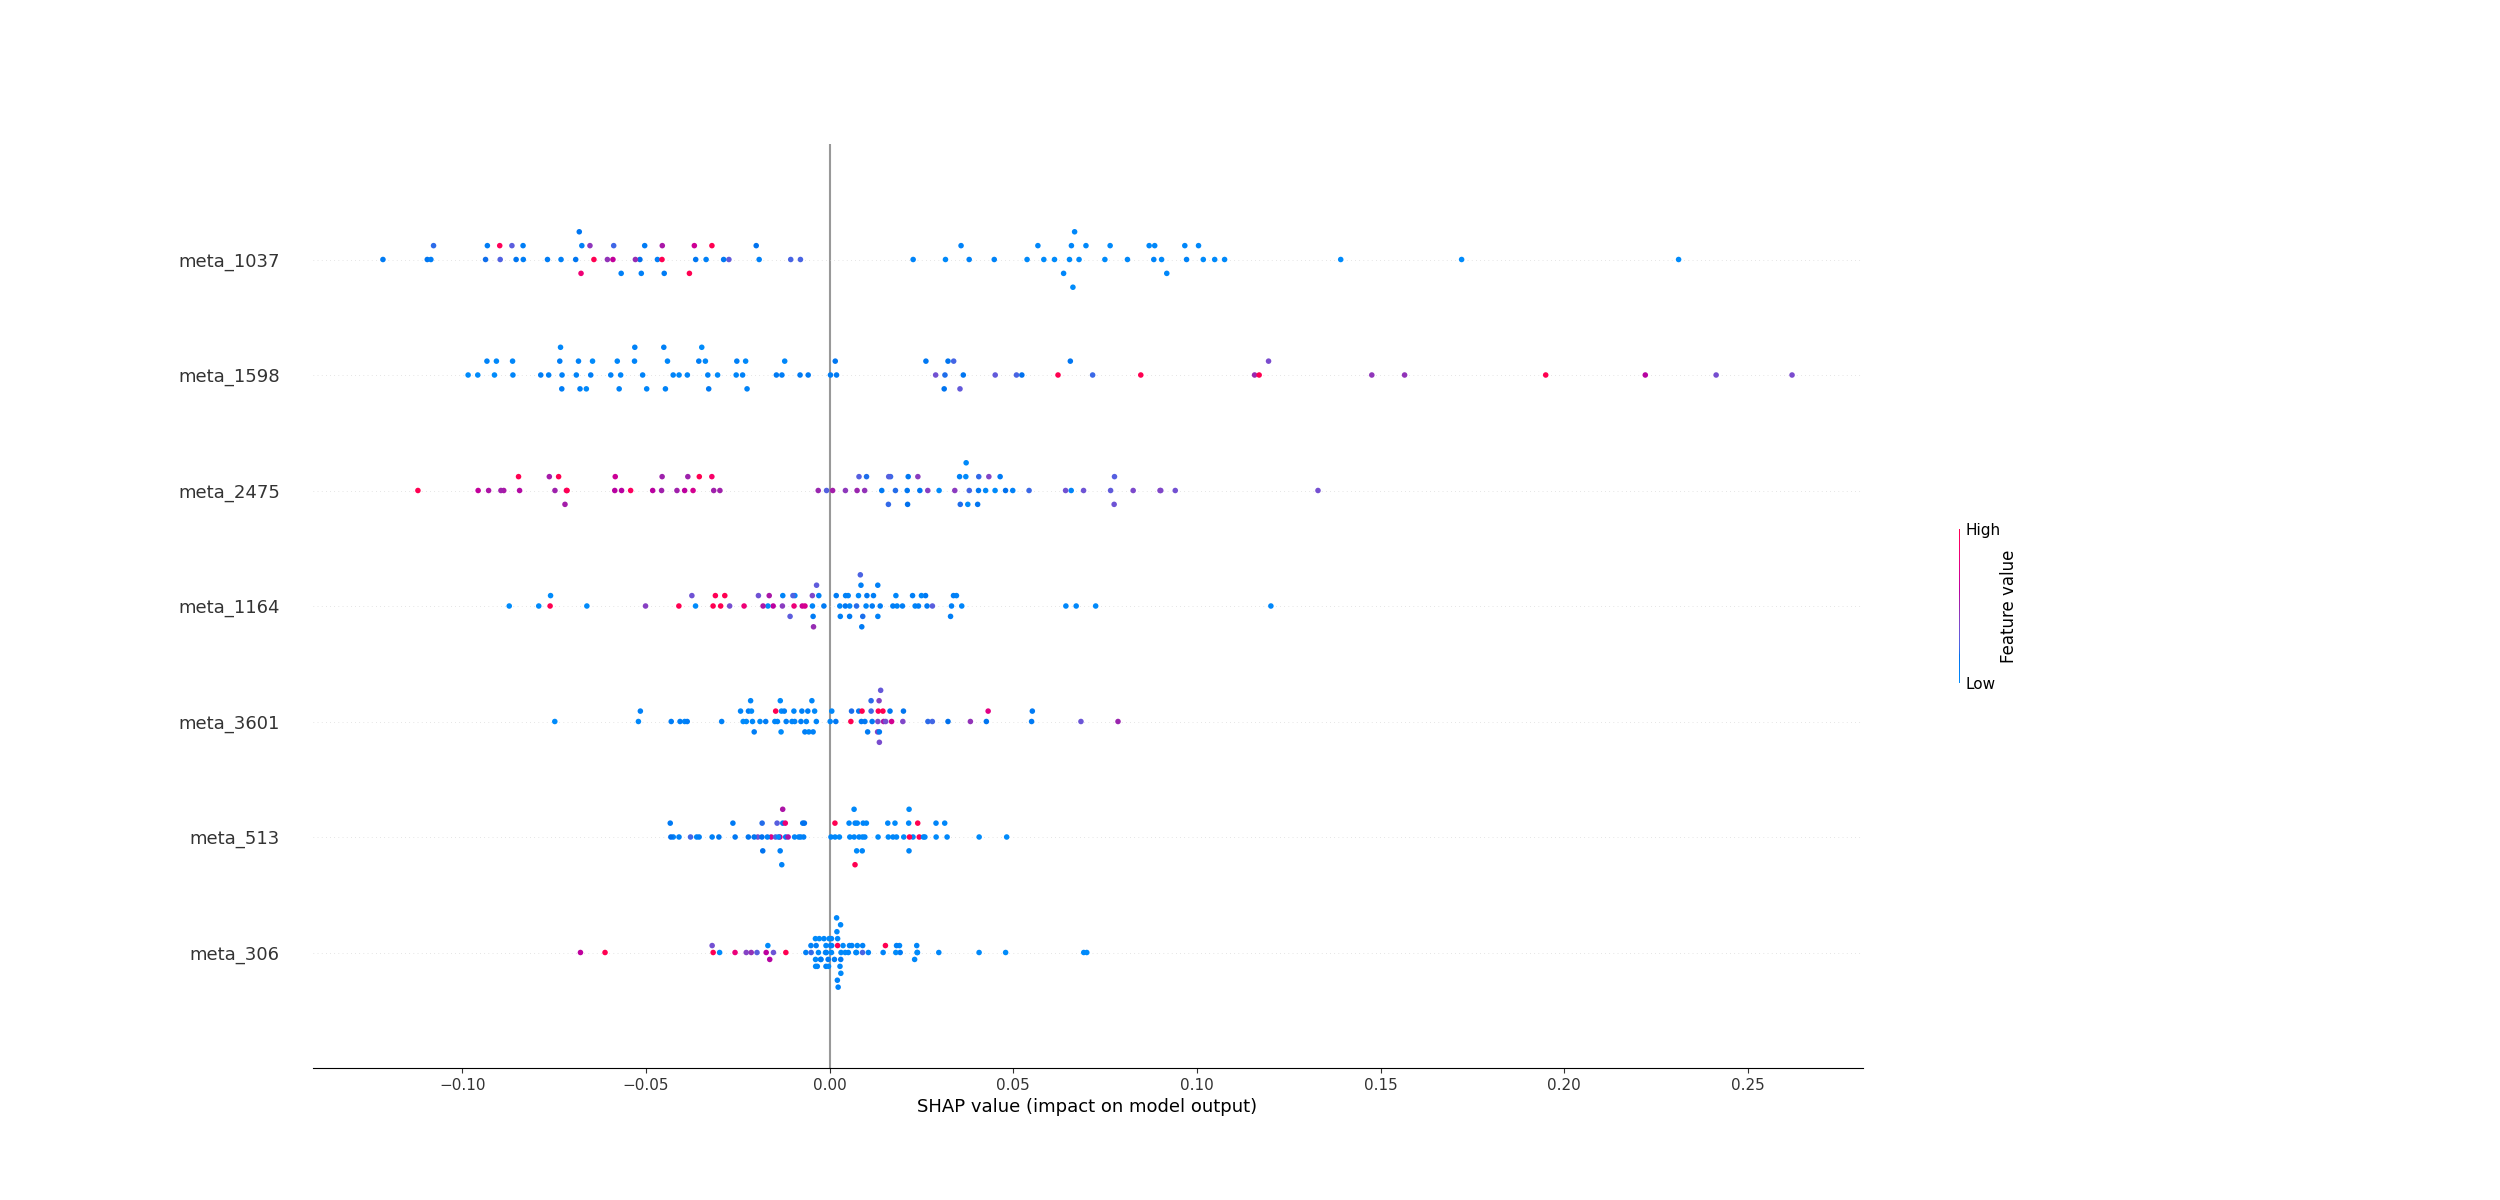 meta_1037
meta_1598
meta_2475
meta_1164
meta_3601
meta_513
meta_306
High
Feature value
Low
−0.10 −0.05 0.00 0.05 0.10 0.15 0.20 0.25
SHAP value (impact on model output)